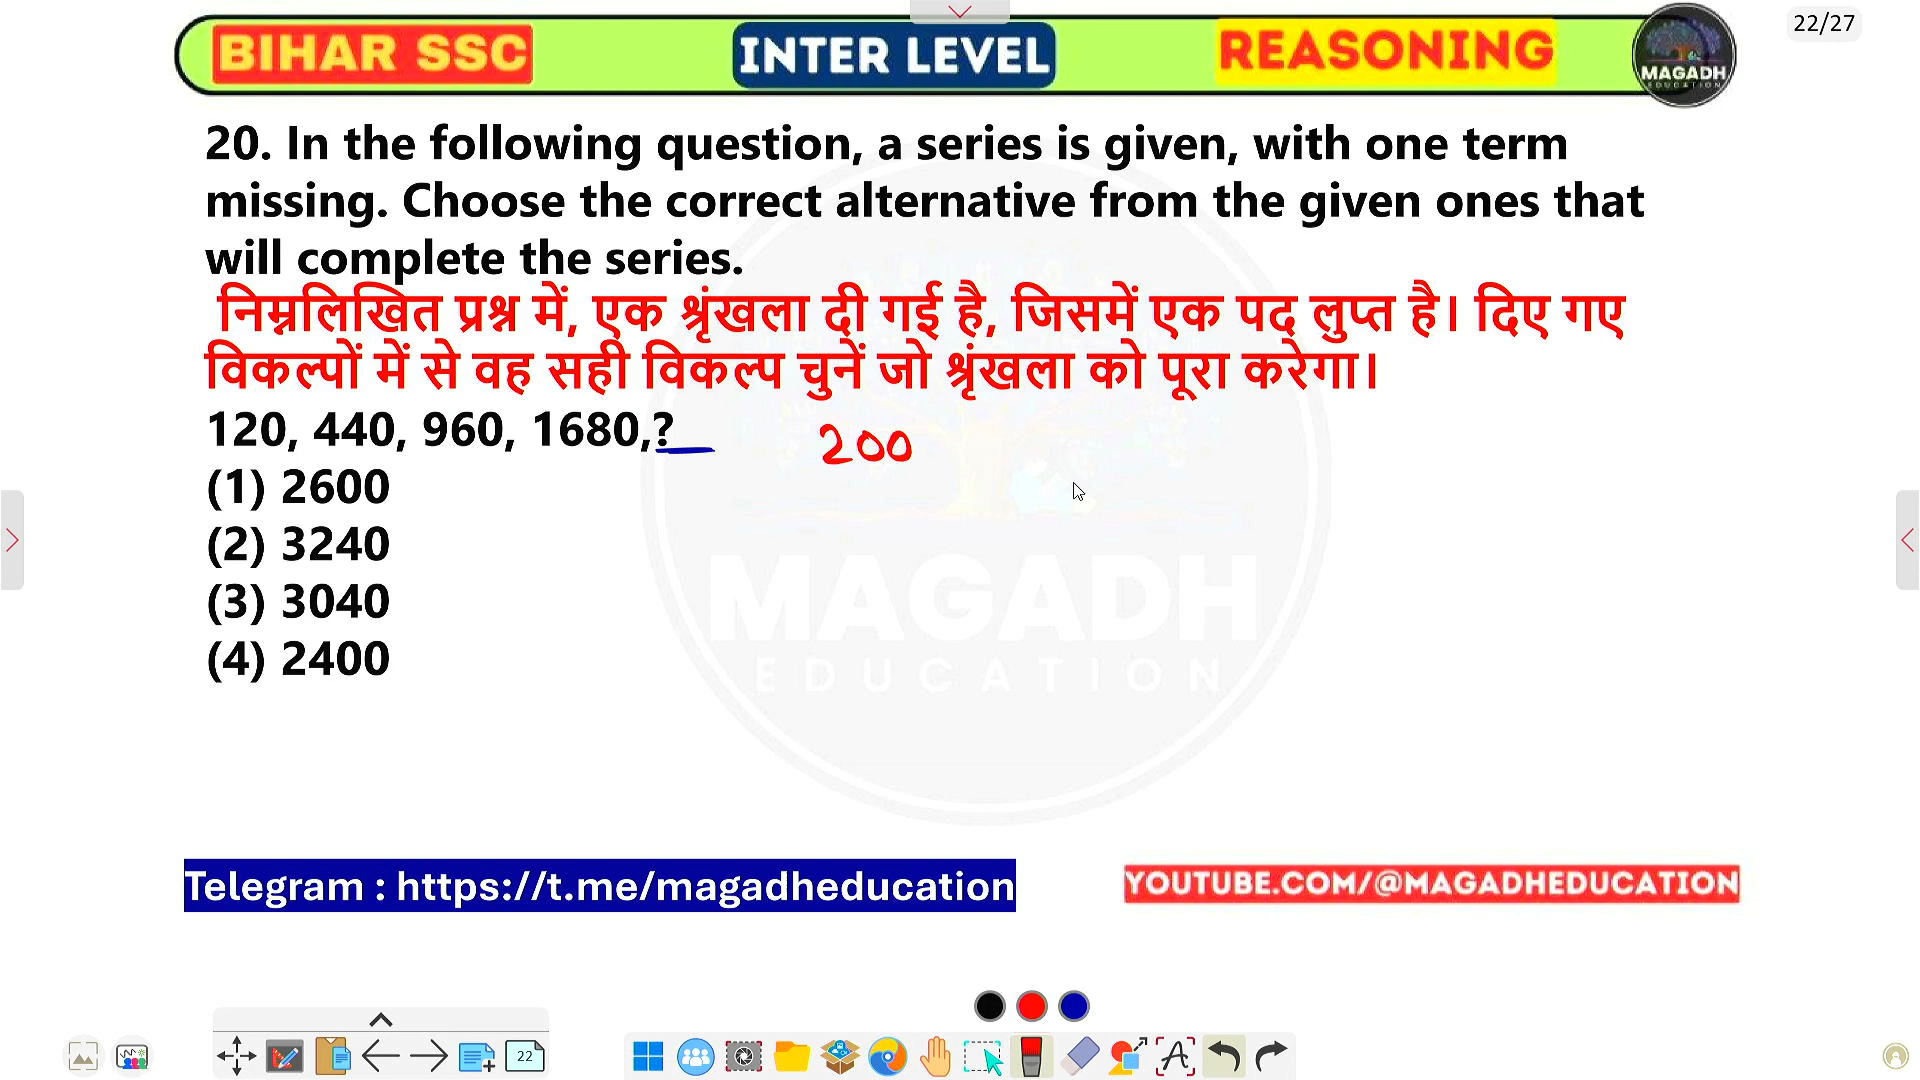 22/27
BIHAR SSC INTER LEVEL REASONING
MAGADH
EDUCATION
20. In the following question, a series is given, with one term
missing. Choose the correct alternative from the given ones that
will complete the series.
निम्नलिखित प्रश्न में, एक श्रृंखला दी गई है, जिसमें एक पद लुप्त है। दिए गए
विकल्पों में से वह सही विकल्प चुनें जो श्रृंखला को पूरा करेगा।
120, 440, 960, 1680,?
200
(1) 2600
(2) 3240
(3) 3040
(4) 2400
MAGADH
EDUCATION
Telegram : https://t.me/magadheducation
YOUTUBE.COM/@MAGADHEDUCATION
22